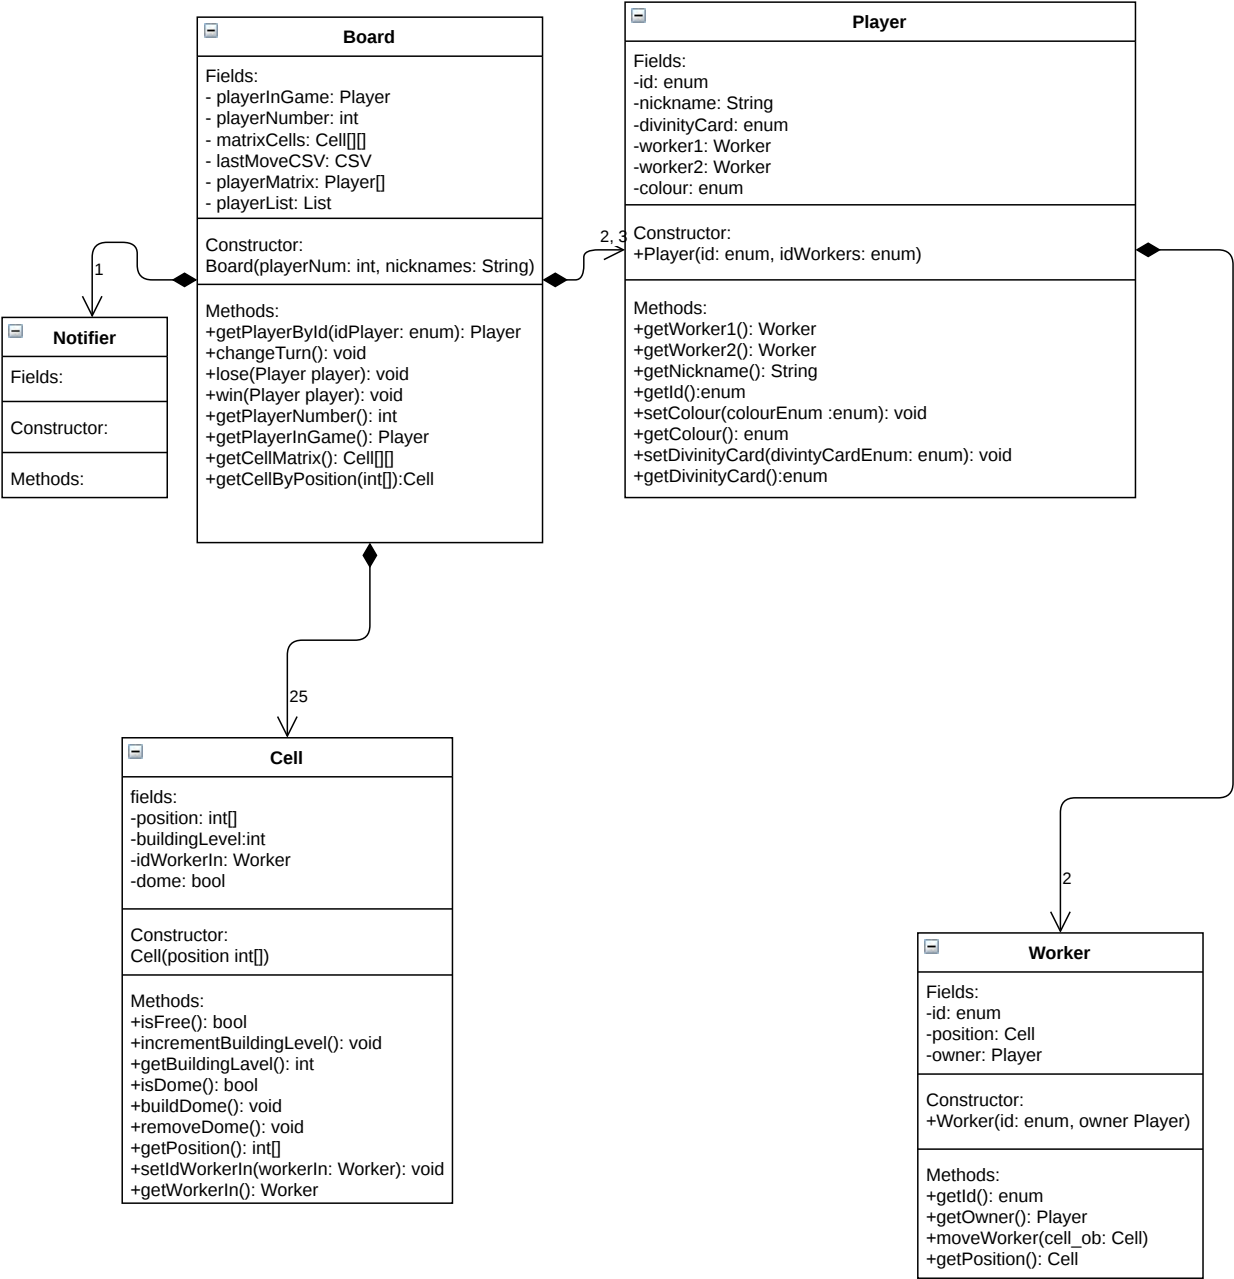 Board
Fields:
- playerInGame: Player
- playerNumber: int
- matrixCells: Cell[][]
- lastMoveCSV: CSV
- playerMatrix: Player[]
- playerList: List
Constructor:
Board(playerNum: int, nicknames: String)
Methods:
+getPlayerById(idPlayer: enum): Player
+changeTurn(): void
+lose(Player player): void
+win(Player player): void
+getPlayerNumber(): int
+getPlayerInGame(): Player
+getCellMatrix(): Cell[][]
+getCellByPosition(int[]):Cell
Player
Fields:
-id: enum
-nickname: String
-divinityCard: enum
-worker1: Worker
-worker2: Worker
-colour: enum
Constructor:
+Player(id: enum, idWorkers: enum)
Methods:
+getWorker1(): Worker
+getWorker2(): Worker
+getNickname(): String
+getId():enum
+setColour(colourEnum :enum): void
+getColour(): enum
+setDivinityCard(divintyCardEnum: enum): void
+getDivinityCard():enum
2, 3
1
Notifier
Fields:
Constructor:
Methods:
25
Cell
fields:
-position: int[]
-buildingLevel:int
-idWorkerIn: Worker
-dome: bool
Constructor:
Cell(position int[])
Methods:
+isFree(): bool
+incrementBuildingLevel(): void
+getBuildingLavel(): int
+isDome(): bool
+buildDome(): void
+removeDome(): void
+getPosition(): int[]
+setIdWorkerIn(workerIn: Worker): void
+getWorkerIn(): Worker
2
Worker
Fields:
-id: enum
-position: Cell
-owner: Player
Constructor:
+Worker(id: enum, owner Player)
Methods:
+getId(): enum
+getOwner(): Player
+moveWorker(cell_ob: Cell)
+getPosition(): Cell